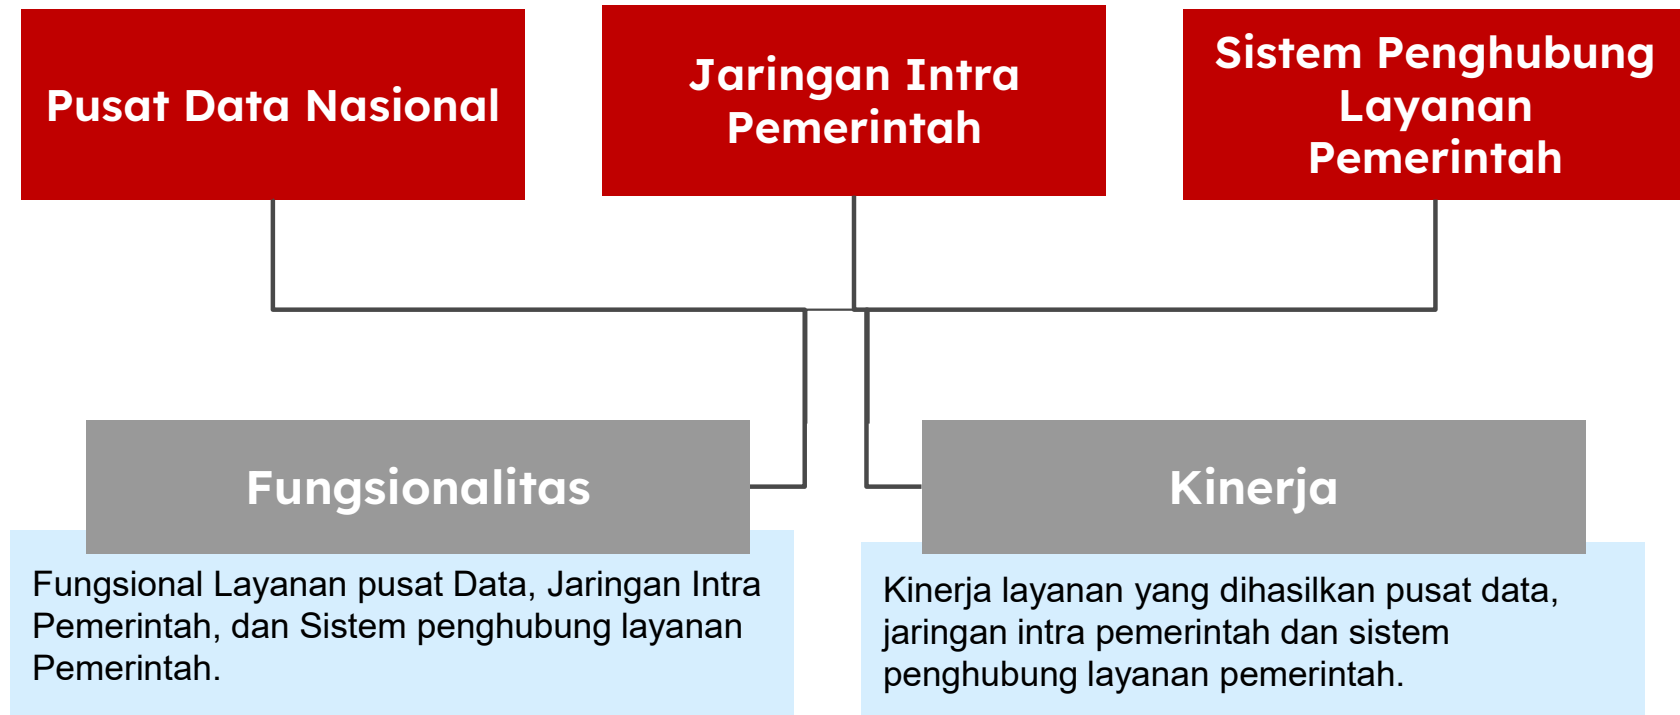 Pusat Data Nasional
Jaringan Intra
Pemerintah
Sistem Penghubung
Layanan
Pemerintah
Fungsionalitas
Fungsional Layanan pusat Data, Jaringan Intra
Pemerintah, dan Sistem penghubung layanan
Pemerintah.
Kinerja
Kinerja layanan yang dihasilkan pusat data,
jaringan intra pemerintah dan sistem
penghubung layanan pemerintah.